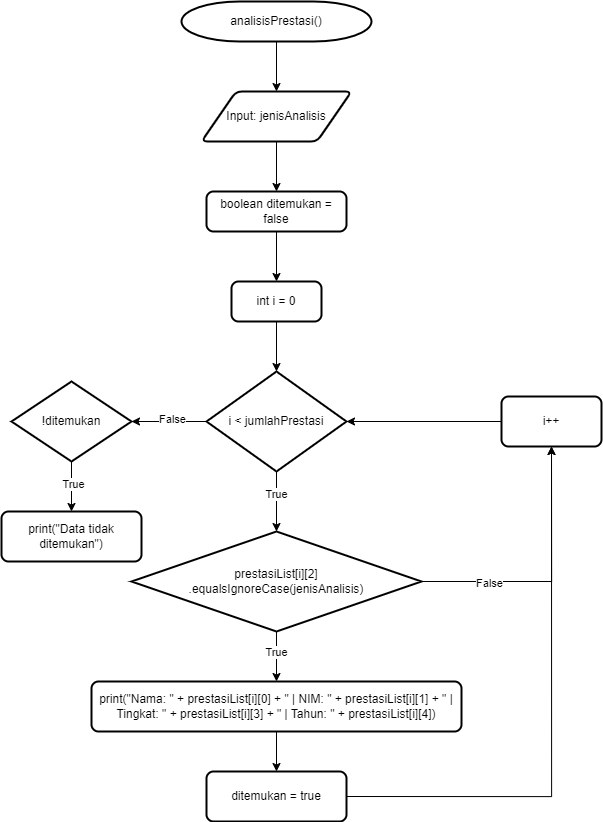 analisisPrestasi()
Input: jenisAnalisis
boolean ditemukan =
false
int i = 0
!ditemukan
False
i < jumlahPrestasi
i++
True
print("Data tidak
ditemukan")
True
prestasiList[i][2]
.equalsIgnoreCase(jenisAnalisis)
False
True
print("Nama: " + prestasiList[i][0] + " | NIM: " + prestasiList[i][1] + " |
Tingkat: " + prestasiList[i][3] + " | Tahun: " + prestasiList[i][4])
ditemukan = true